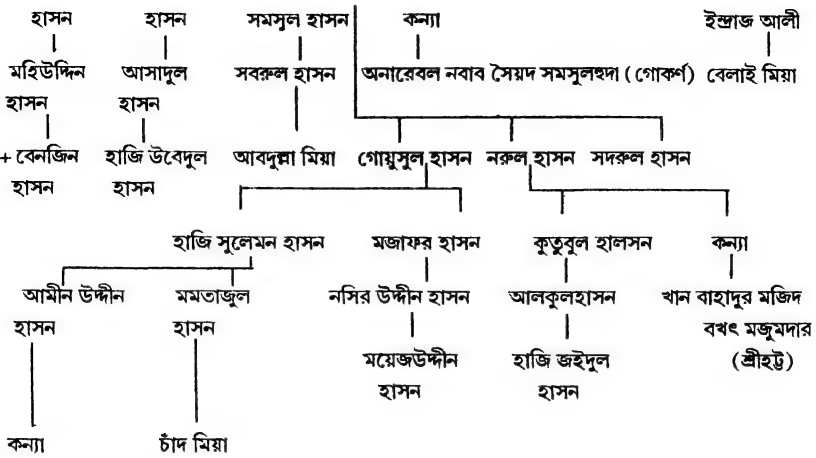 হাসন হাসন সমসুল হাসন কন্যা ইন্দ্রাজ আলী
মহিউদ্দিন আসাদুল সবরুল হাসন অনারেবল নবাব সৈয়দ সমসুলহুদা (গোকর্ণ) বেলাই মিয়া
হাসন হাসন
+ বেনজিন হাজি উবেদুল আবদুল্লা মিয়া গোয়ুসুল হাসন নরুল হাসন সদরুল হাসন
হাসন হাসন
হাজি সুলেমন হাসন মজাফর হাসন কুতুবুল হালসন কন্যা
আমীন উদ্দীন মমতাজুল নসির উদ্দীন হাসন আলকুলহাসন খান বাহাদুর মজিদ
হাসন হাসন বখৎ মজুমদার
ময়েজউদ্দীন হাজি জইদুল (শ্রীহট্ট)
হাসন হাসন
কন্যা চাঁদ মিয়া